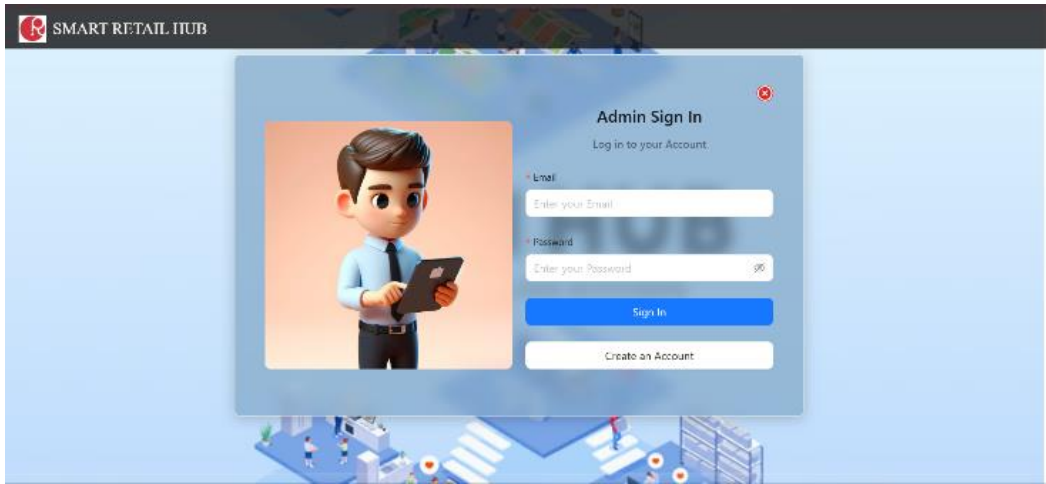 SMART RETAIL HUB
Admin Sign In
Log in to your Account
* Email
Enter your Email
HUB
* Password
Enter your Password
Sign In
Create an Account